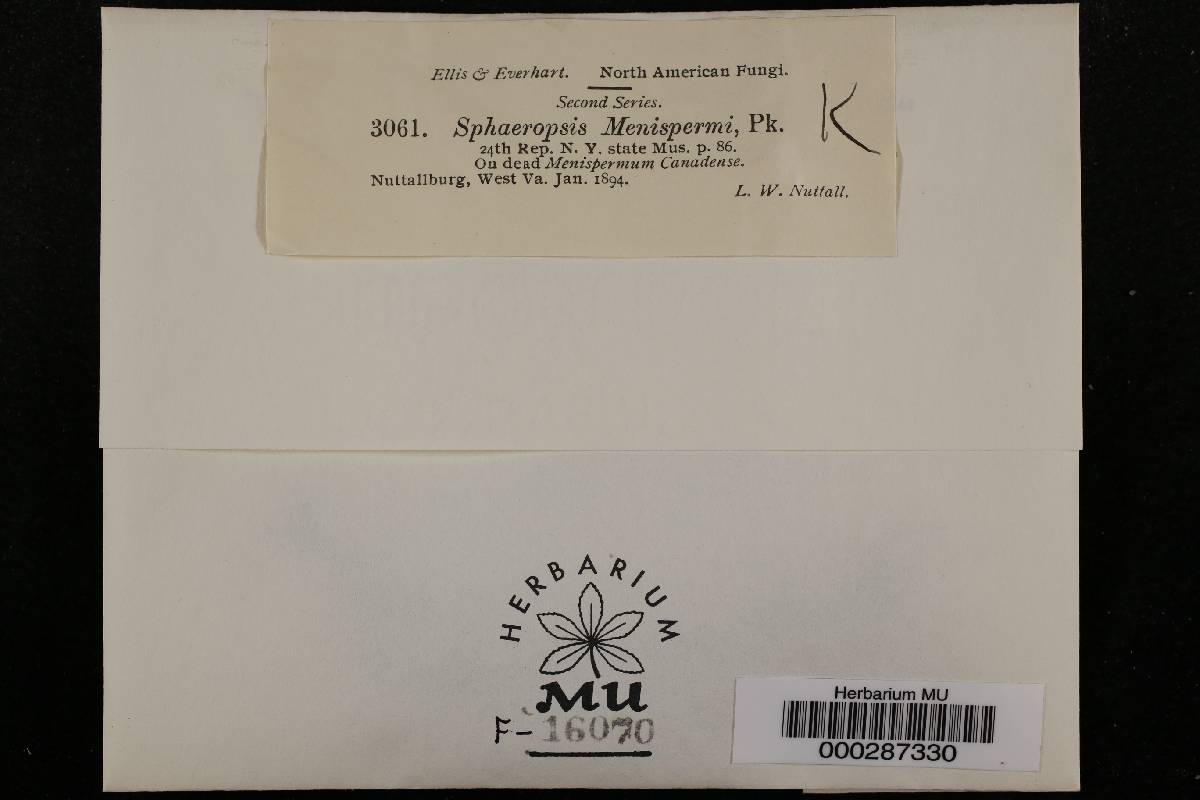 Ellis & Everhart. North American Fungi.
Second Series.
3061. Sphaeropsis Menispermi, Pk.
24th Rep. N. Y. state Mus. p. 86.
On dead Menispermum Canadense.
Nuttallburg, West Va. Jan. 1894.
L. W. Nuttall.
K
HERBARIUM
MU
F-16070
Herbarium MU
000287330